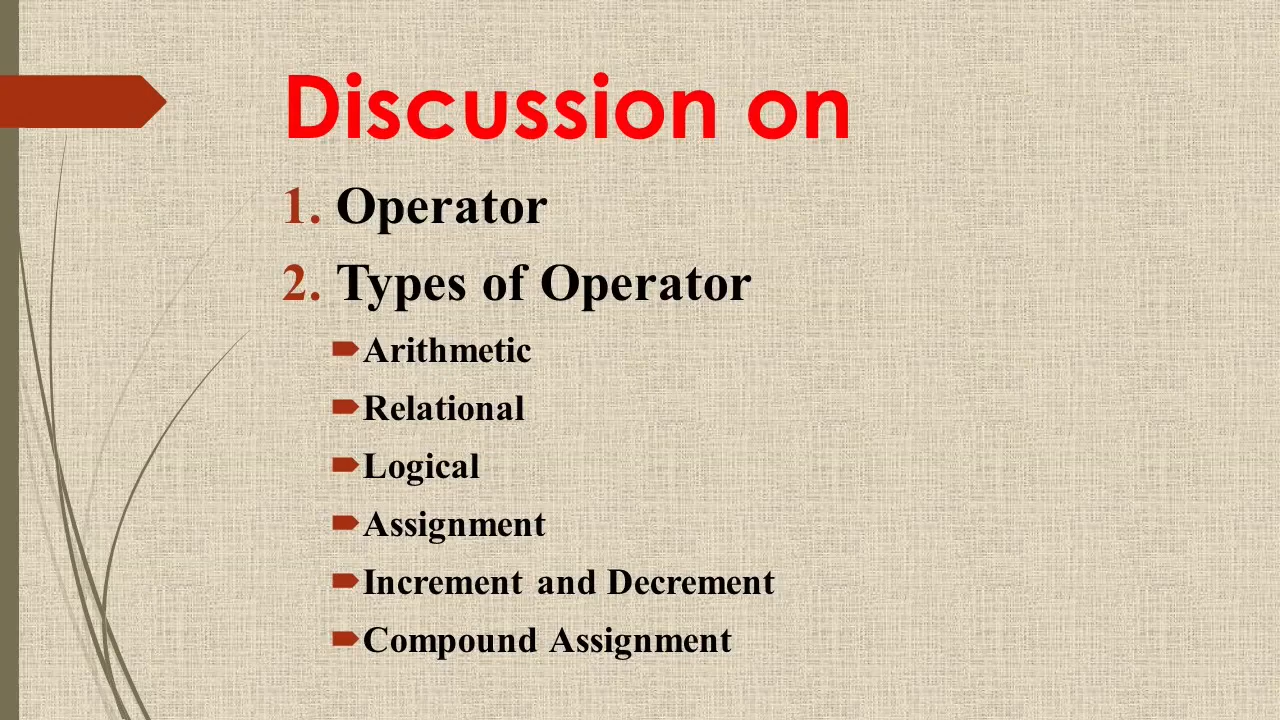 Discussion on
1. Operator
2. Types of Operator
Arithmetic
Relational
Logical
Assignment
Increment and Decrement
Compound Assignment